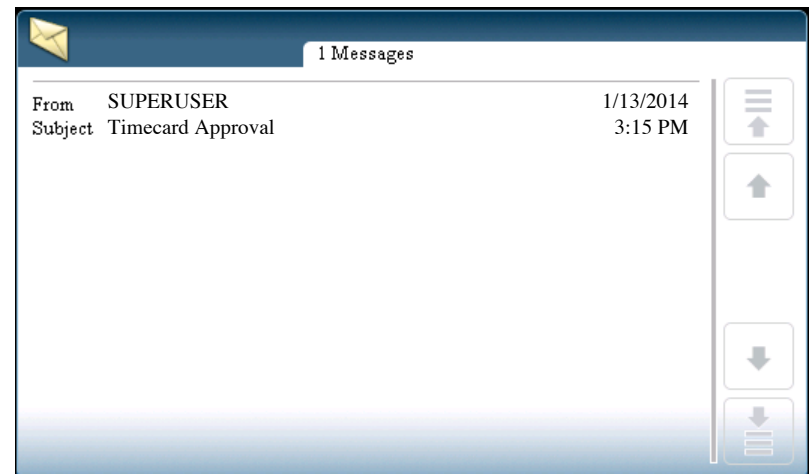 1 Messages
From SUPERUSER 1/13/2014
Subject Timecard Approval 3:15 PM